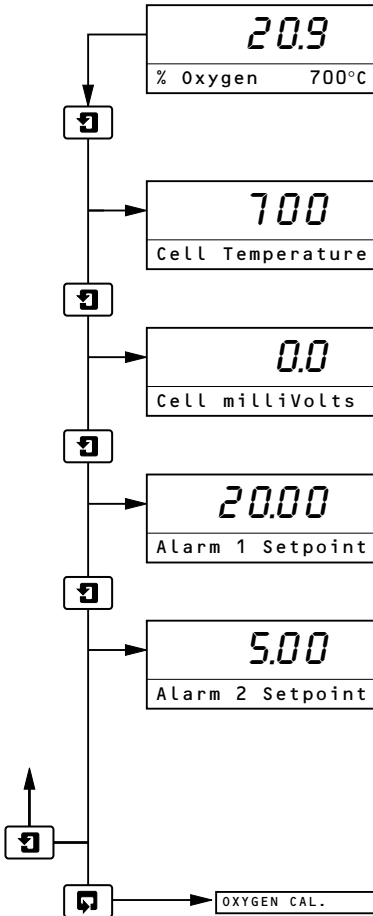 20.9
% Oxygen 700°C
700
Cell Temperature
0.0
Cell milliVolts
20.00
Alarm 1 Setpoint
5.00
Alarm 2 Setpoint
OXYGEN CAL.